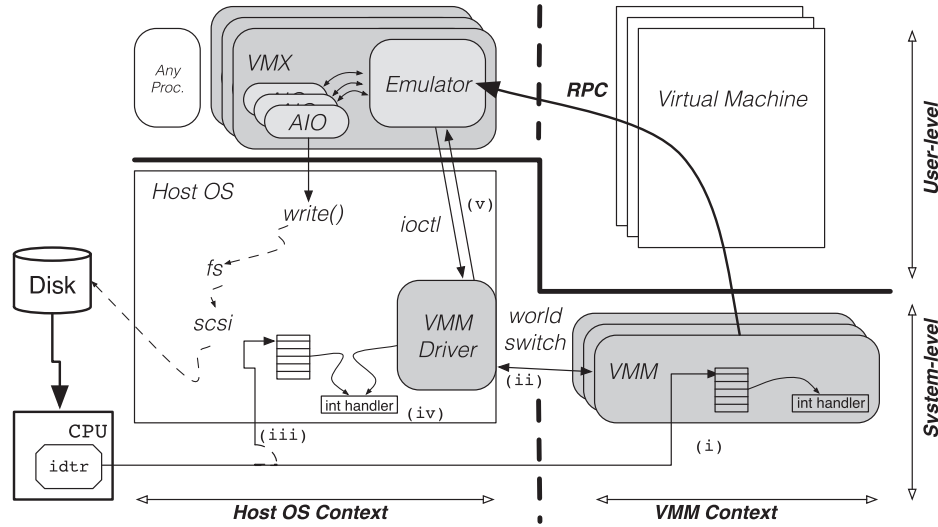 Any
Proc.
VMX
AIO
Emulator
RPC
Virtual Machine
User-level
Host OS
write()
ioctl
(v)
fs
Disk
scsi
VMM
Driver
world
switch
(ii)
VMM
int handler
(iv)
int handler
System-level
CPU
(iii)
(i)
idtr
Host OS Context
VMM Context